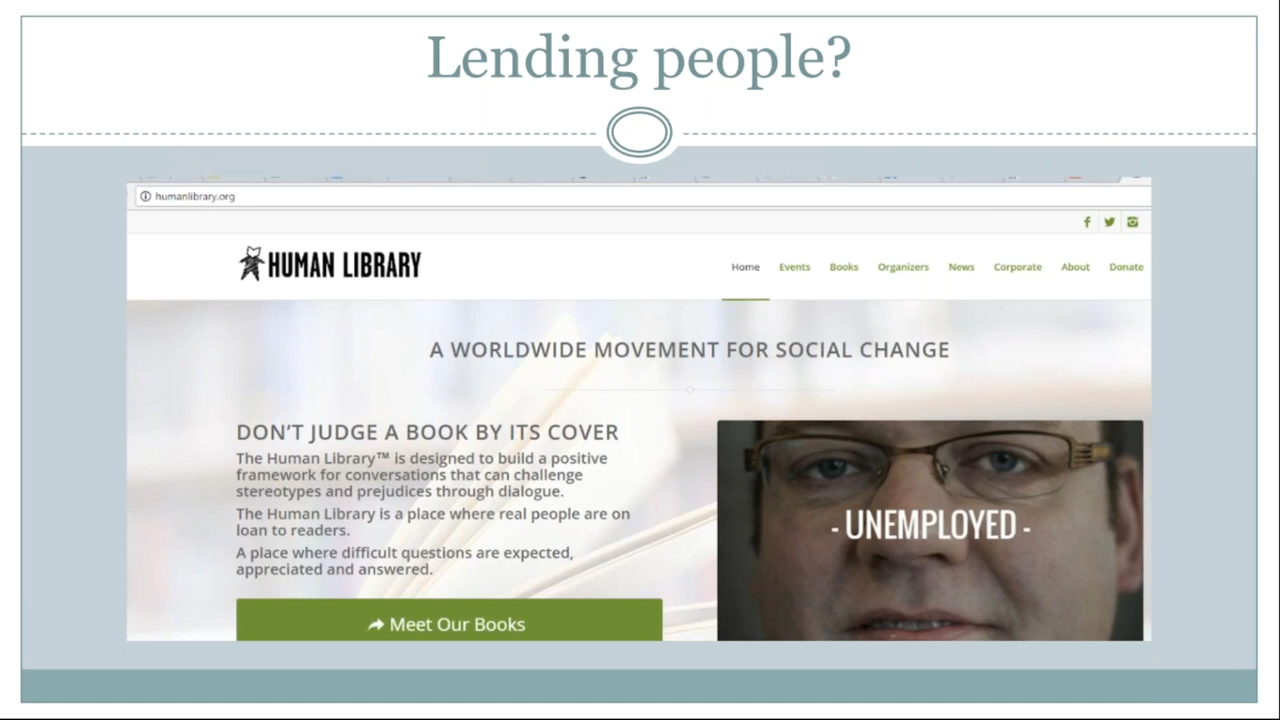 Lending people?
humanlibrary.org
HUMAN LIBRARY
Home Events Books Organizers News Corporate About Donate
A WORLDWIDE MOVEMENT FOR SOCIAL CHANGE
DON'T JUDGE A BOOK BY ITS COVER
The Human Library™ is designed to build a positive
framework for conversations that can challenge
stereotypes and prejudices through dialogue.
The Human Library is a place where real people are on
loan to readers.
A place where difficult questions are expected,
appreciated and answered.
Meet Our Books
- UNEMPLOYED -